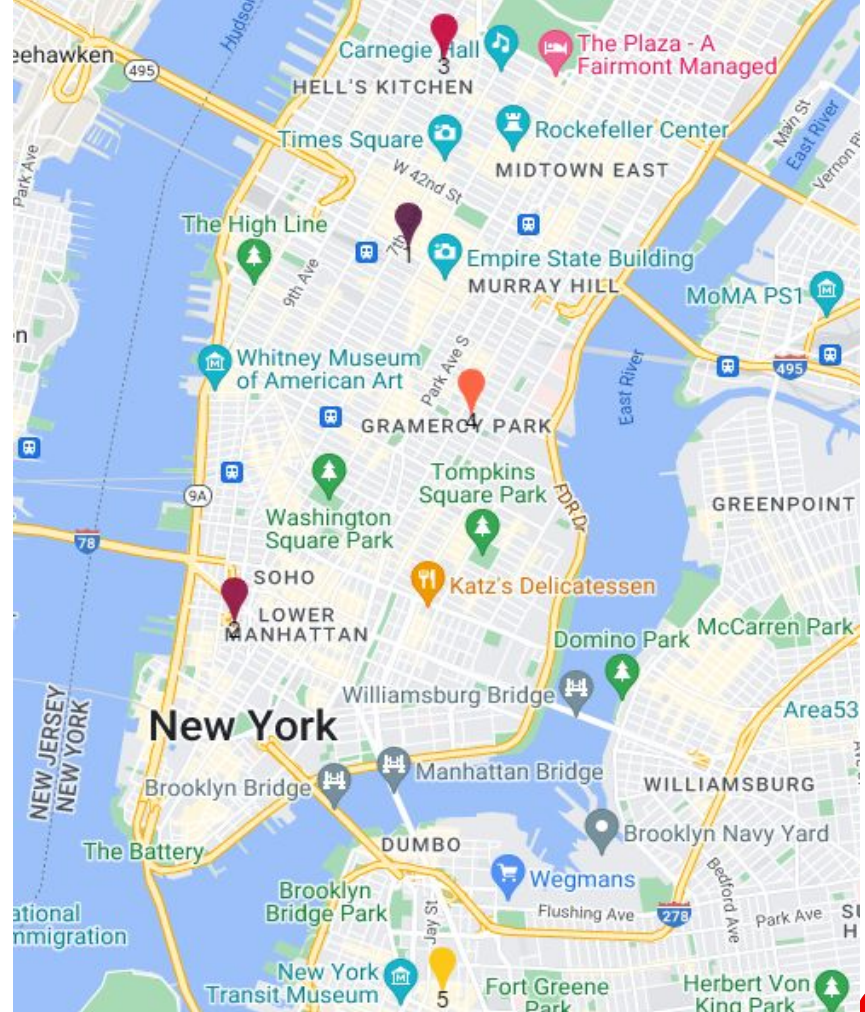 Hudson
eehawken
495
Carnegie Hall
3
The Plaza - A
Fairmont Managed
HELL'S KITCHEN
Main St
East River
Times Square
Rockefeller Center
Park Ave
W 42nd St
MIDTOWN EAST
Vernon B
The High Line
7th
1
Empire State Building
9th Ave
MURRAY HILL
MoMA PS1
n
Whitney Museum
of American Art
Park Ave S
East River
495
4
GRAMERCY PARK
Tompkins
Square Park
9A
FDR Dr
GREENPOINT
Washington
Square Park
78
SOHO
Katz's Delicatessen
2
LOWER
MANHATTAN
McCarren Park
Domino Park
Williamsburg Bridge
NEW JERSEY
NEW YORK
New York
Area53
Brooklyn Bridge
Manhattan Bridge
WILLIAMSBURG
The Battery
DUMBO
Brooklyn Navy Yard
Wegmans
Bedford Ave
Brooklyn
Bridge Park
Jay St
Flushing Ave
278
Park Ave
SU
H
ational
mmigration
New York
Transit Museum
5
Fort Greene
Park
Herbert Von
King Park